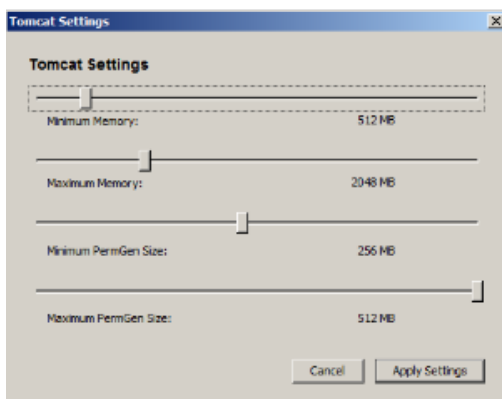 Tomcat Settings
Tomcat Settings
Minimum Memory: 512 MB
Maximum Memory: 2048 MB
Minimum PermGen Size: 256 MB
Maximum PermGen Size: 512 MB
Cancel Apply Settings